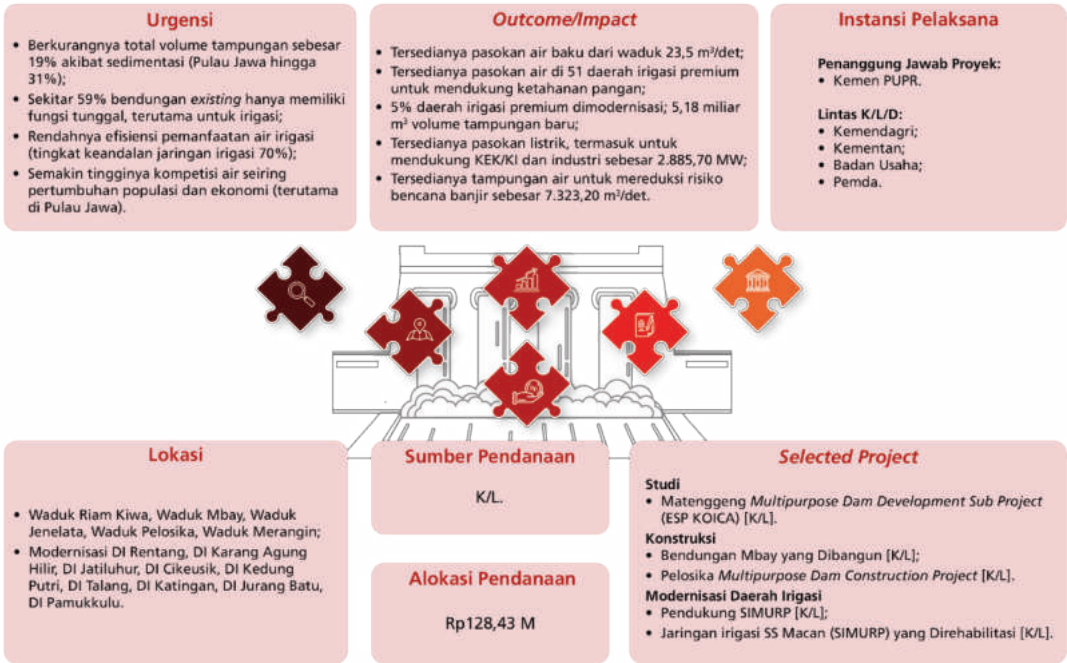 Urgensi
• Berkurangnya total volume tampungan sebesar
19% akibat sedimentasi (Pulau Jawa hingga
31%);
• Sekitar 59% bendungan existing hanya memiliki
fungsi tunggal, terutama untuk irigasi;
• Rendahnya efisiensi pemanfaatan air irigasi
(tingkat keandalan jaringan irigasi 70%);
• Semakin tingginya kompetisi air seiring
pertumbuhan populasi dan ekonomi (terutama
di Pulau Jawa).
Outcome/Impact
• Tersedianya pasokan air baku dari waduk 23,5 m³/det;
• Tersedianya pasokan air di 51 daerah irigasi premium
untuk mendukung ketahanan pangan;
• 5% daerah irigasi premium dimodernisasi; 5,18 miliar
m³ volume tampungan baru;
• Tersedianya pasokan listrik, termasuk untuk
mendukung KEK/KI dan industri sebesar 2.885,70 MW;
• Tersedianya tampungan air untuk mereduksi risiko
bencana banjir sebesar 7.323,20 m³/det.
Instansi Pelaksana
Penanggung Jawab Proyek:
• Kemen PUPR.
Lintas K/L/D:
• Kemendagri;
• Kementan;
• Badan Usaha;
• Pemda.
Lokasi
• Waduk Riam Kiwa, Waduk Mbay, Waduk
Jenelata, Waduk Pelosika, Waduk Merangin;
• Modernisasi DI Rentang, DI Karang Agung
Hilir, DI Jatiluhur, DI Cikeusik, DI Kedung
Putri, DI Talang, DI Katingan, DI Jurang Batu,
DI Pamukkulu.
Sumber Pendanaan
K/L.
Alokasi Pendanaan
Rp128,43 M
Selected Project
Studi
• Matenggeng Multipurpose Dam Development Sub Project
(ESP KOICA) [K/L].
Konstruksi
• Bendungan Mbay yang Dibangun [K/L];
• Pelosika Multipurpose Dam Construction Project [K/L].
Modernisasi Daerah Irigasi
• Pendukung SIMURP [K/L];
• Jaringan irigasi SS Macan (SIMURP) yang Direhabilitasi [K/L].